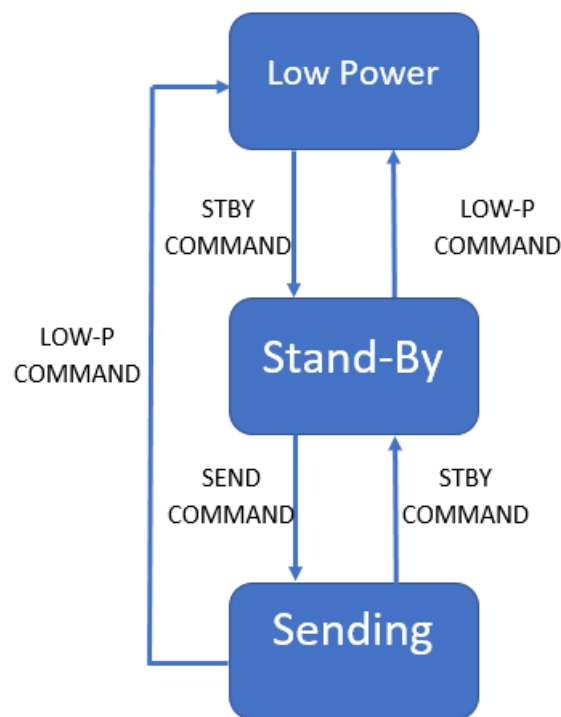 Low Power
STBY
COMMAND
LOW-P
COMMAND
LOW-P
COMMAND
Stand-By
SEND
COMMAND
STBY
COMMAND
Sending